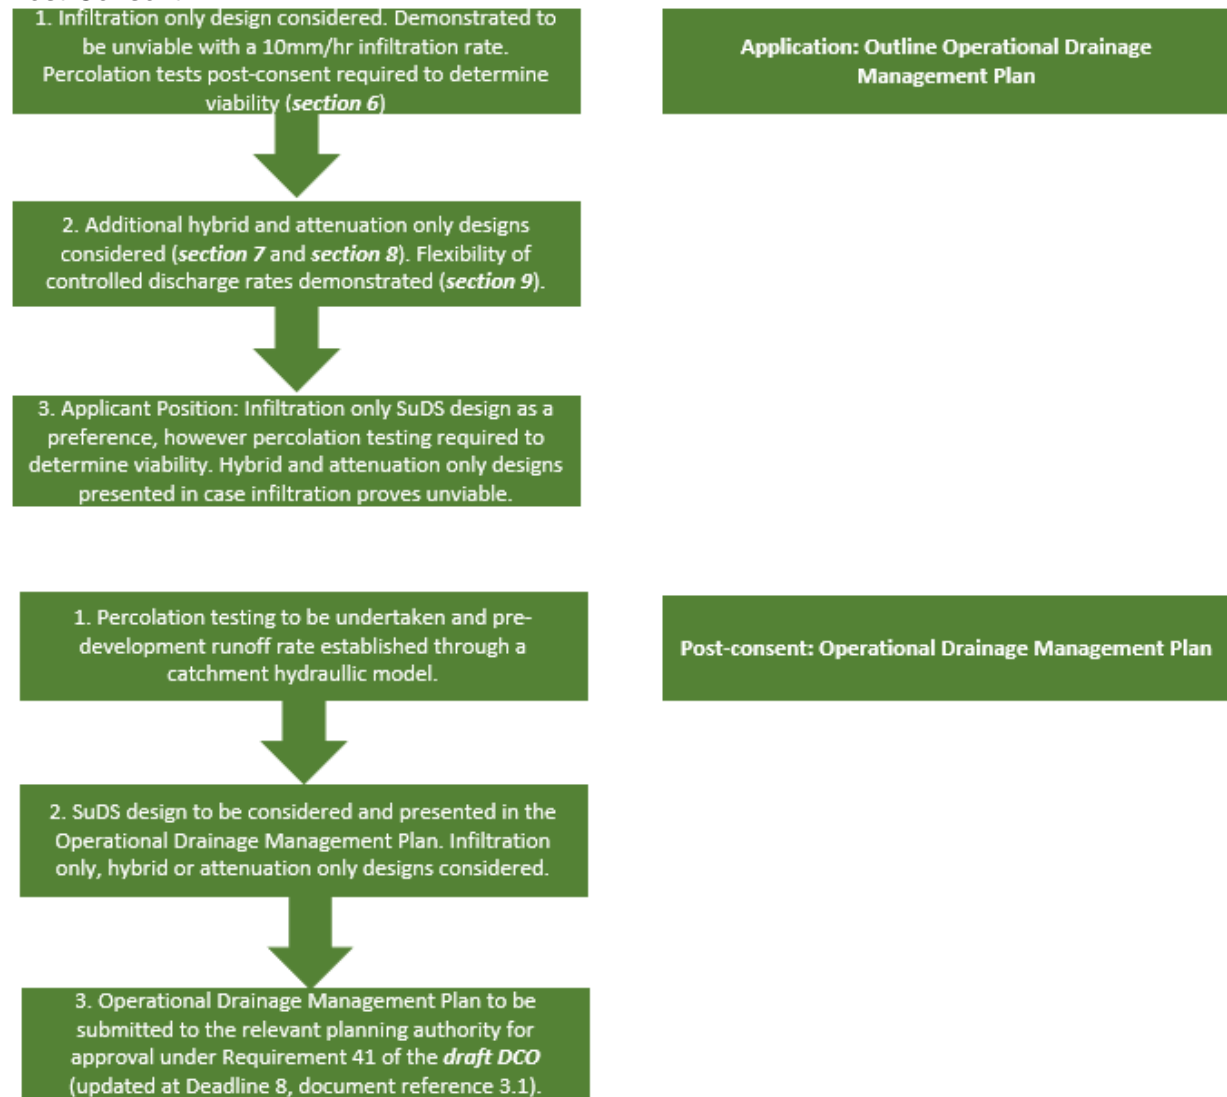 1. Infiltration only design considered. Demonstrated to
be unviable with a 10mm/hr infiltration rate.
Percolation tests post-consent required to determine
viability (section 6)
Application: Outline Operational Drainage
Management Plan
2. Additional hybrid and attenuation only designs
considered (section 7 and section 8). Flexibility of
controlled discharge rates demonstrated (section 9).
3. Applicant Position: Infiltration only SuDS design as a
preference, however percolation testing required to
determine viability. Hybrid and attenuation only designs
presented in case infiltration proves unviable.
1. Percolation testing to be undertaken and pre-
development runoff rate established through a
catchment hydraullic model.
Post-consent: Operational Drainage Management Plan
2. SuDS design to be considered and presented in the
Operational Drainage Management Plan. Infiltration
only, hybrid or attenuation only designs considered.
3. Operational Drainage Management Plan to be
submitted to the relevant planning authority for
approval under Requirement 41 of the draft DCO
(updated at Deadline 8, document reference 3.1).